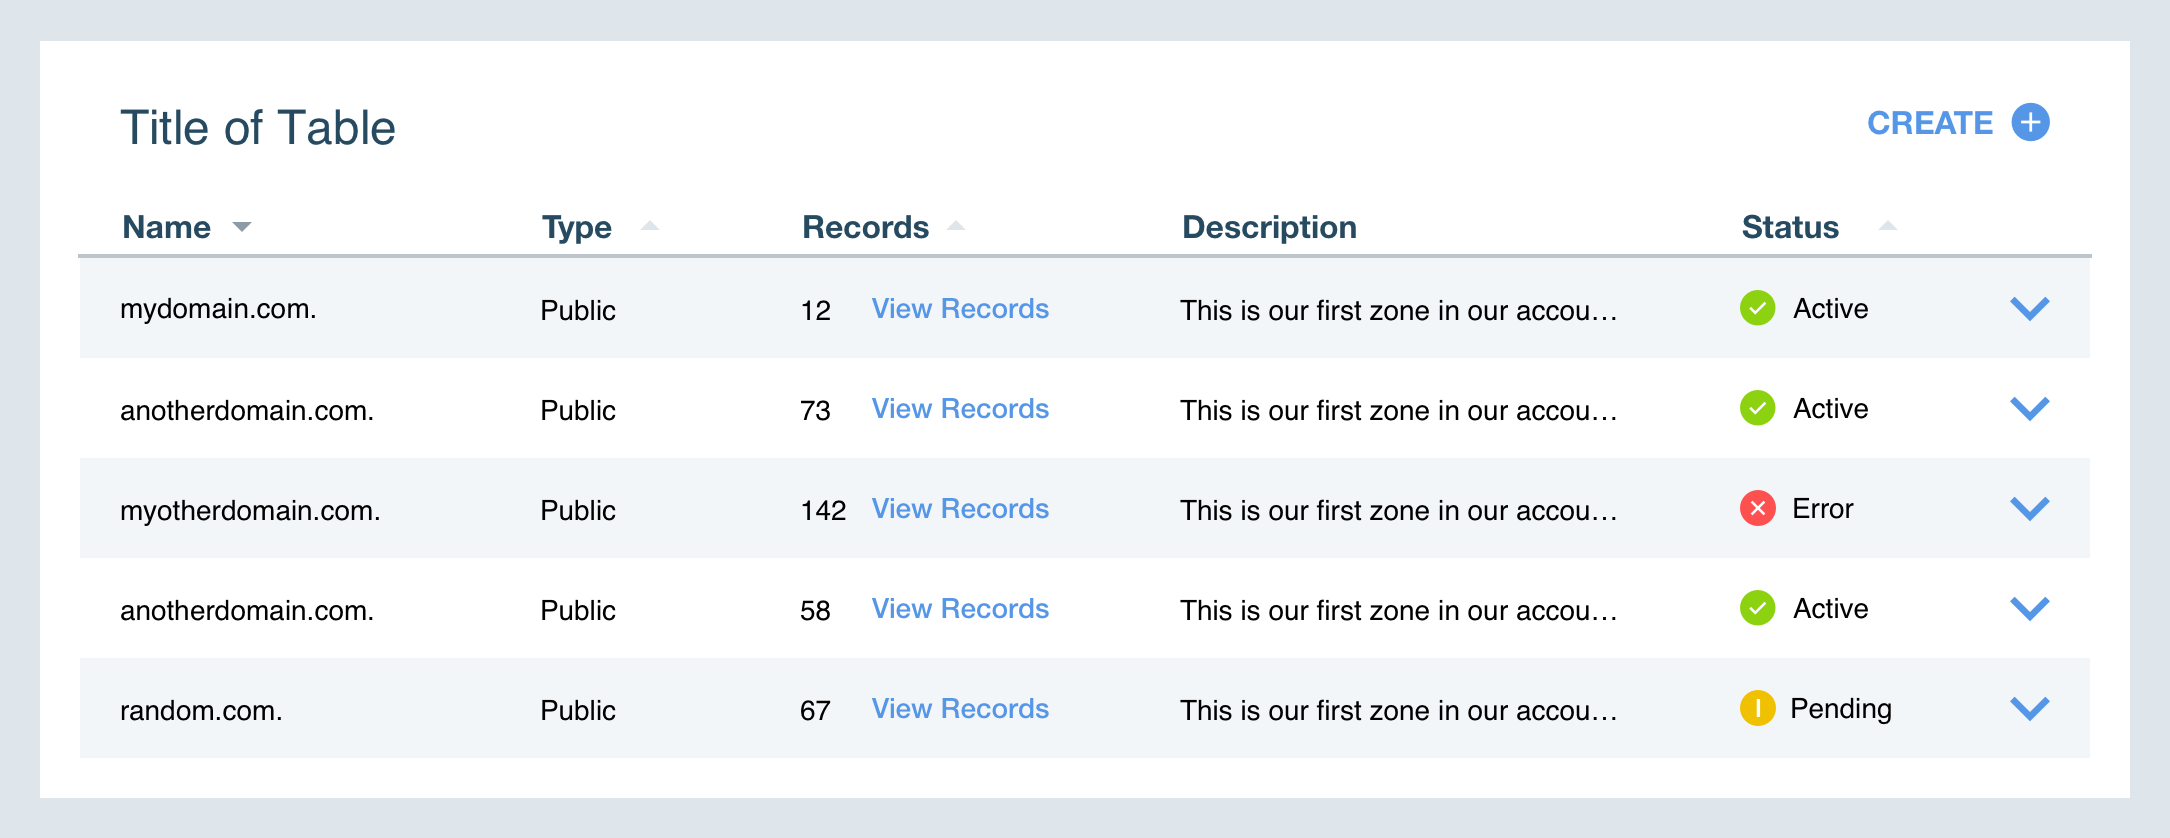 Title of Table
CREATE
Name Type Records Description Status
mydomain.com. Public 12 View Records This is our first zone in our accou… Active
anotherdomain.com. Public 73 View Records This is our first zone in our accou… Active
myotherdomain.com. Public 142 View Records This is our first zone in our accou… Error
anotherdomain.com. Public 58 View Records This is our first zone in our accou… Active
random.com. Public 67 View Records This is our first zone in our accou… Pending